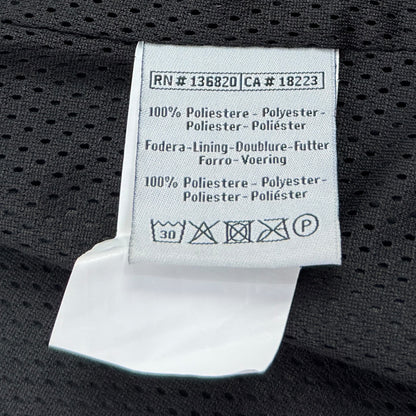 RN # 136820 CA # 18223
100% Poliestere - Polyester-
Poliester - Poliéster
Fodera-Lining-Doublure-Futter
Forro-Voering
100% Poliestere - Polyester-
Poliester - Poliéster
30 P